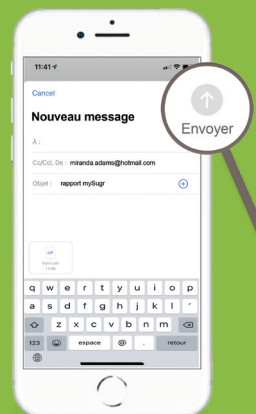 11:41
Cancel
Envoyer
Nouveau message
À :
Cc/Cci, De : miranda.adams@hotmail.com
Objet : rapport mySugr
pdf
q w e r t y u i o p
a s d f g h j k l ´
z x c v b n m
123 espace @ . retour